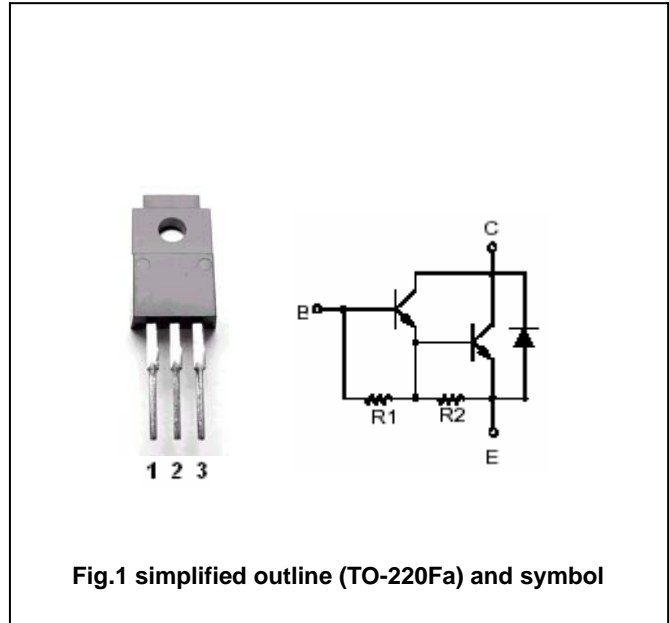 C
B
R1
R2
E
1 2 3
Fig.1 simplified outline (TO-220Fa) and symbol